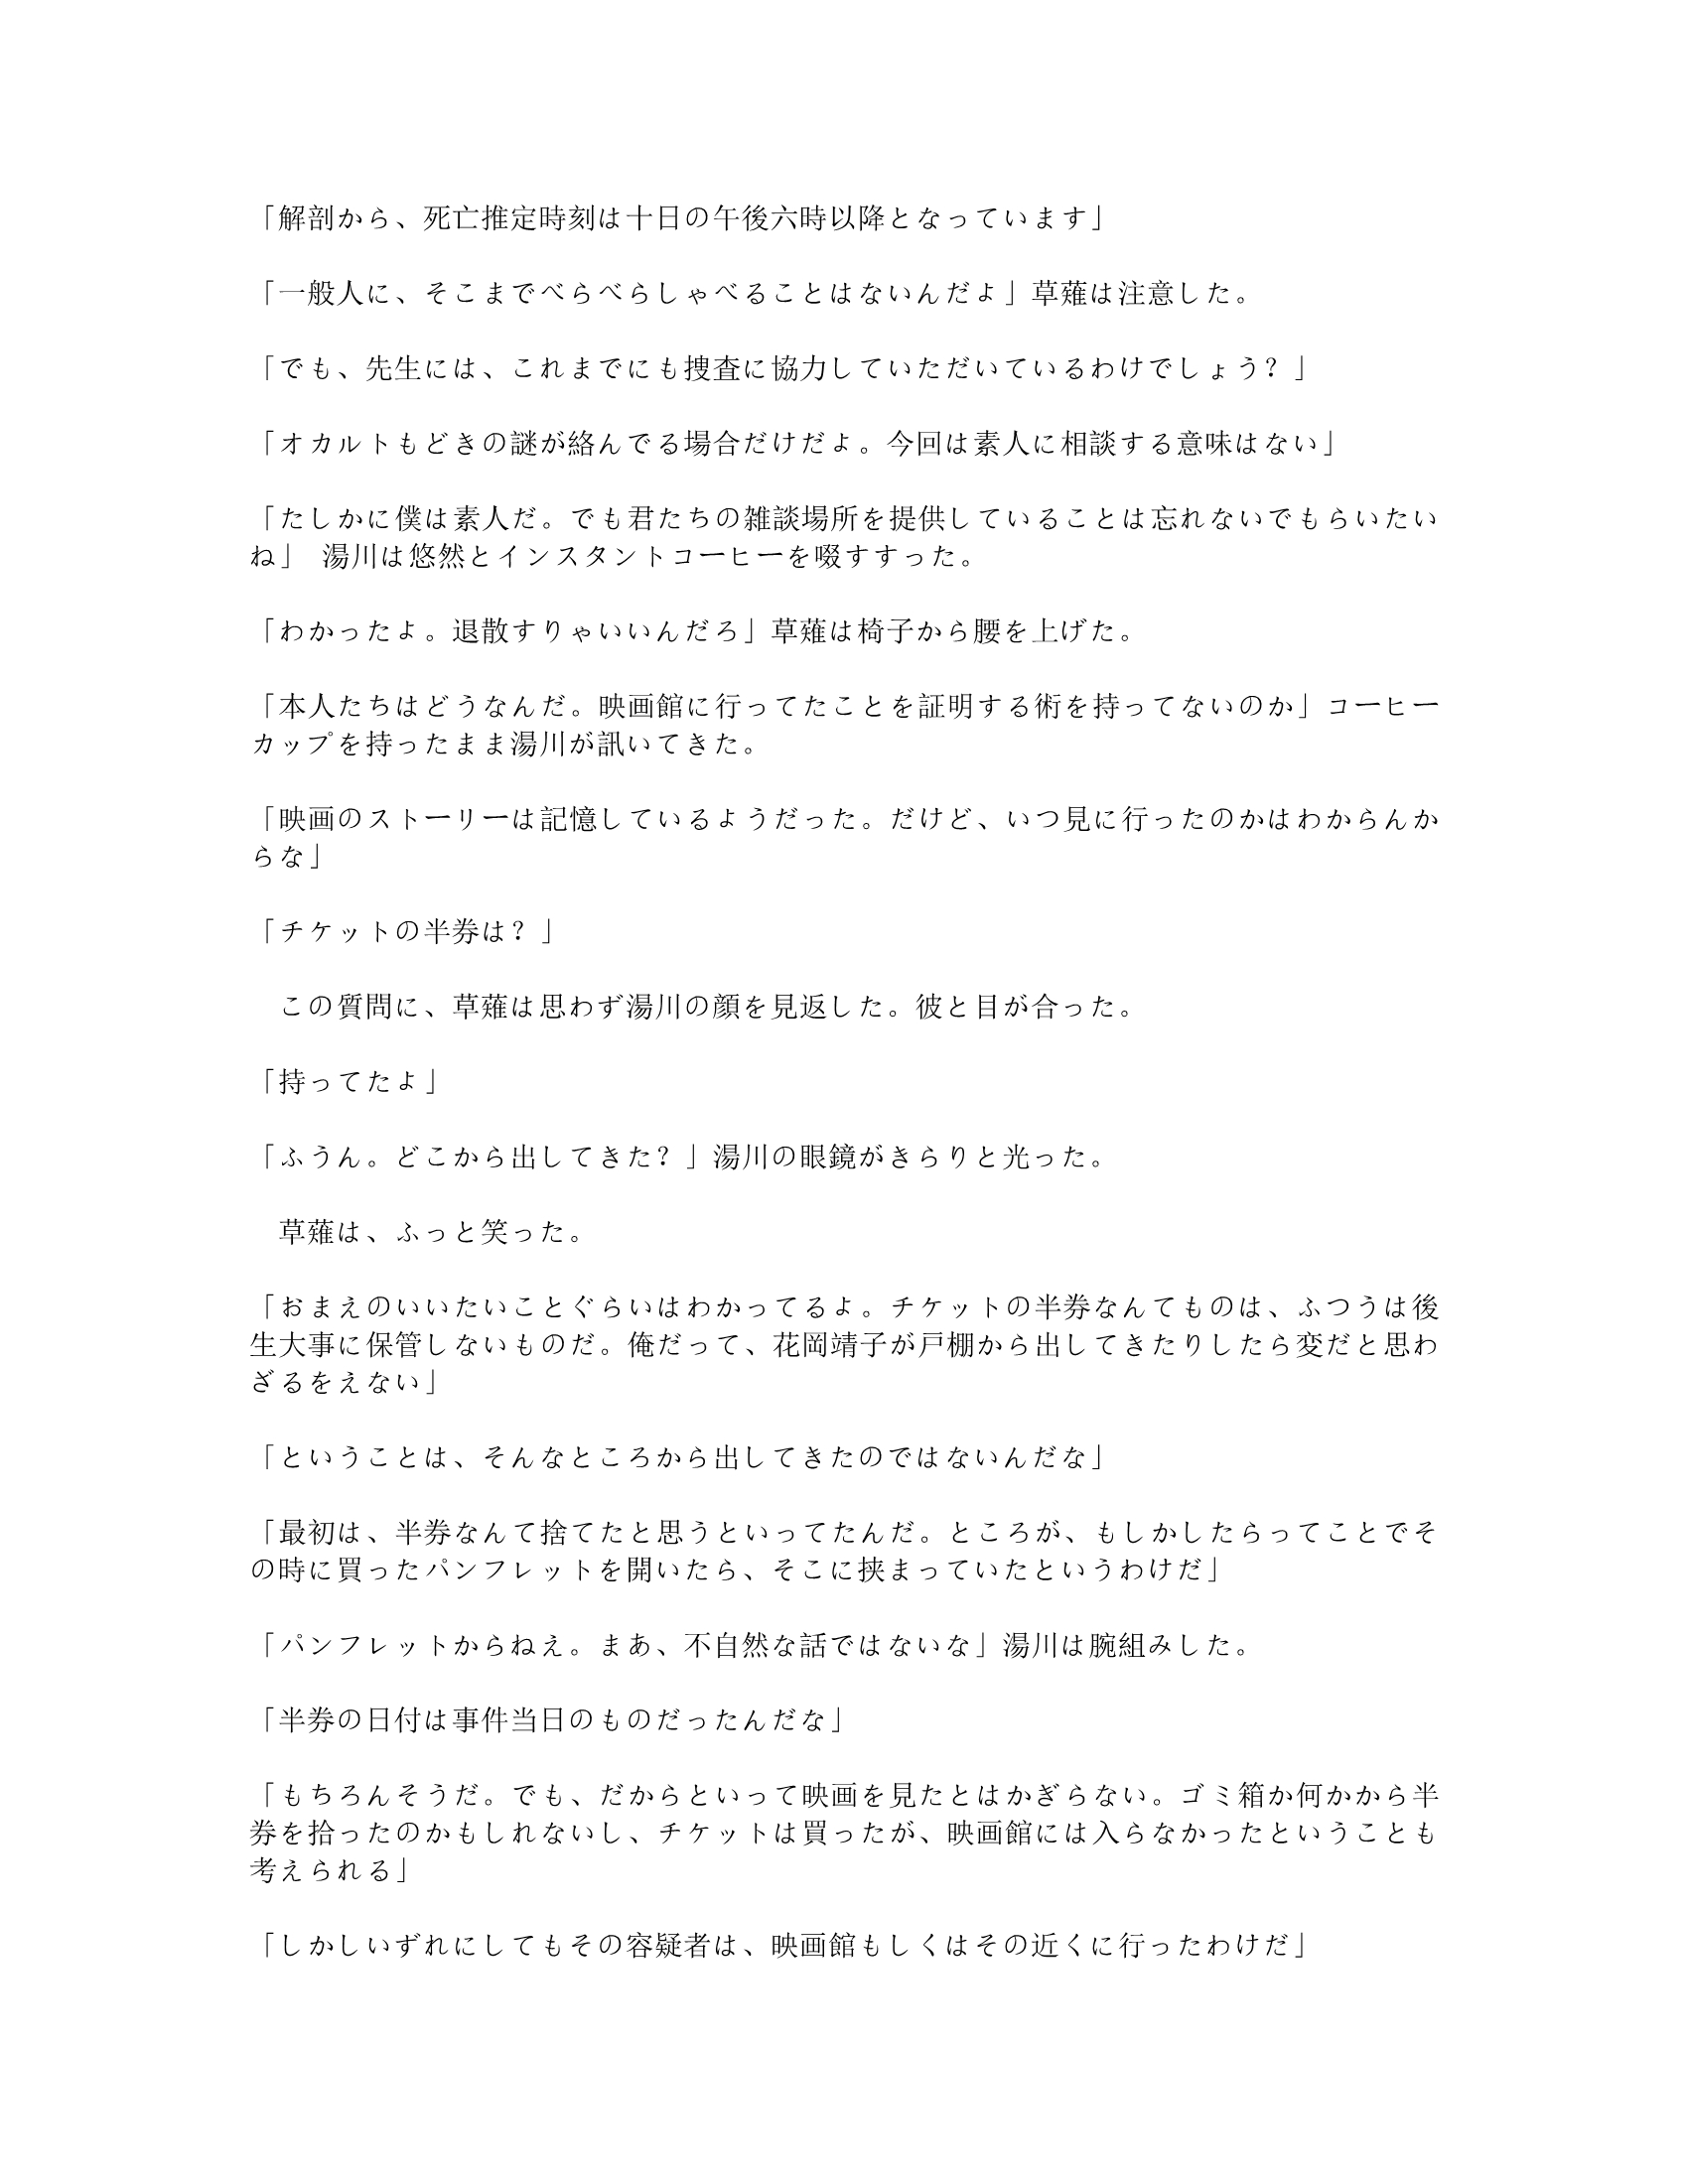 「解剖から、死亡推定時刻は十日の午後六時以降となっています」
「一般人に、そこまでべらべらしゃべることはないんだよ」草薙は注意した。
「でも、先生には、これまでにも捜査に協力していただいているわけでしょう？」
「オカルトもどきの謎が絡んでる場合だけだよ。今回は素人に相談する意味はない」
「たしかに僕は素人だ。でも君たちの雑談場所を提供していることは忘れないでもらいたい
ね」　湯川は悠然とインスタントコーヒーを啜すすった。
「わかったよ。退散すりゃいいんだろ」草薙は椅子から腰を上げた。
「本人たちはどうなんだ。映画館に行ってたことを証明する術を持ってないのか」コーヒー
カップを持ったまま湯川が訊いてきた。
「映画のストーリーは記憶しているようだった。だけど、いつ見に行ったのかはわからんか
らな」
「チケットの半券は？」
　この質問に、草薙は思わず湯川の顔を見返した。彼と目が合った。
「持ってたよ」
「ふうん。どこから出してきた？」湯川の眼鏡がきらりと光った。
　草薙は、ふっと笑った。
「おまえのいいたいことぐらいはわかってるよ。チケットの半券なんてものは、ふつうは後
生大事に保管しないものだ。俺だって、花岡靖子が戸棚から出してきたりしたら変だと思わ
ざるをえない」
「ということは、そんなところから出してきたのではないんだな」
「最初は、半券なんて捨てたと思うといってたんだ。ところが、もしかしたらってことでそ
の時に買ったパンフレットを開いたら、そこに挟まっていたというわけだ」
「パンフレットからねえ。まあ、不自然な話ではないな」湯川は腕組みした。
「半券の日付は事件当日のものだったんだな」
「もちろんそうだ。でも、だからといって映画を見たとはかぎらない。ゴミ箱か何かから半
券を拾ったのかもしれないし、チケットは買ったが、映画館には入らなかったということも
考えられる」
「しかしいずれにしてもその容疑者は、映画館もしくはその近くに行ったわけだ」